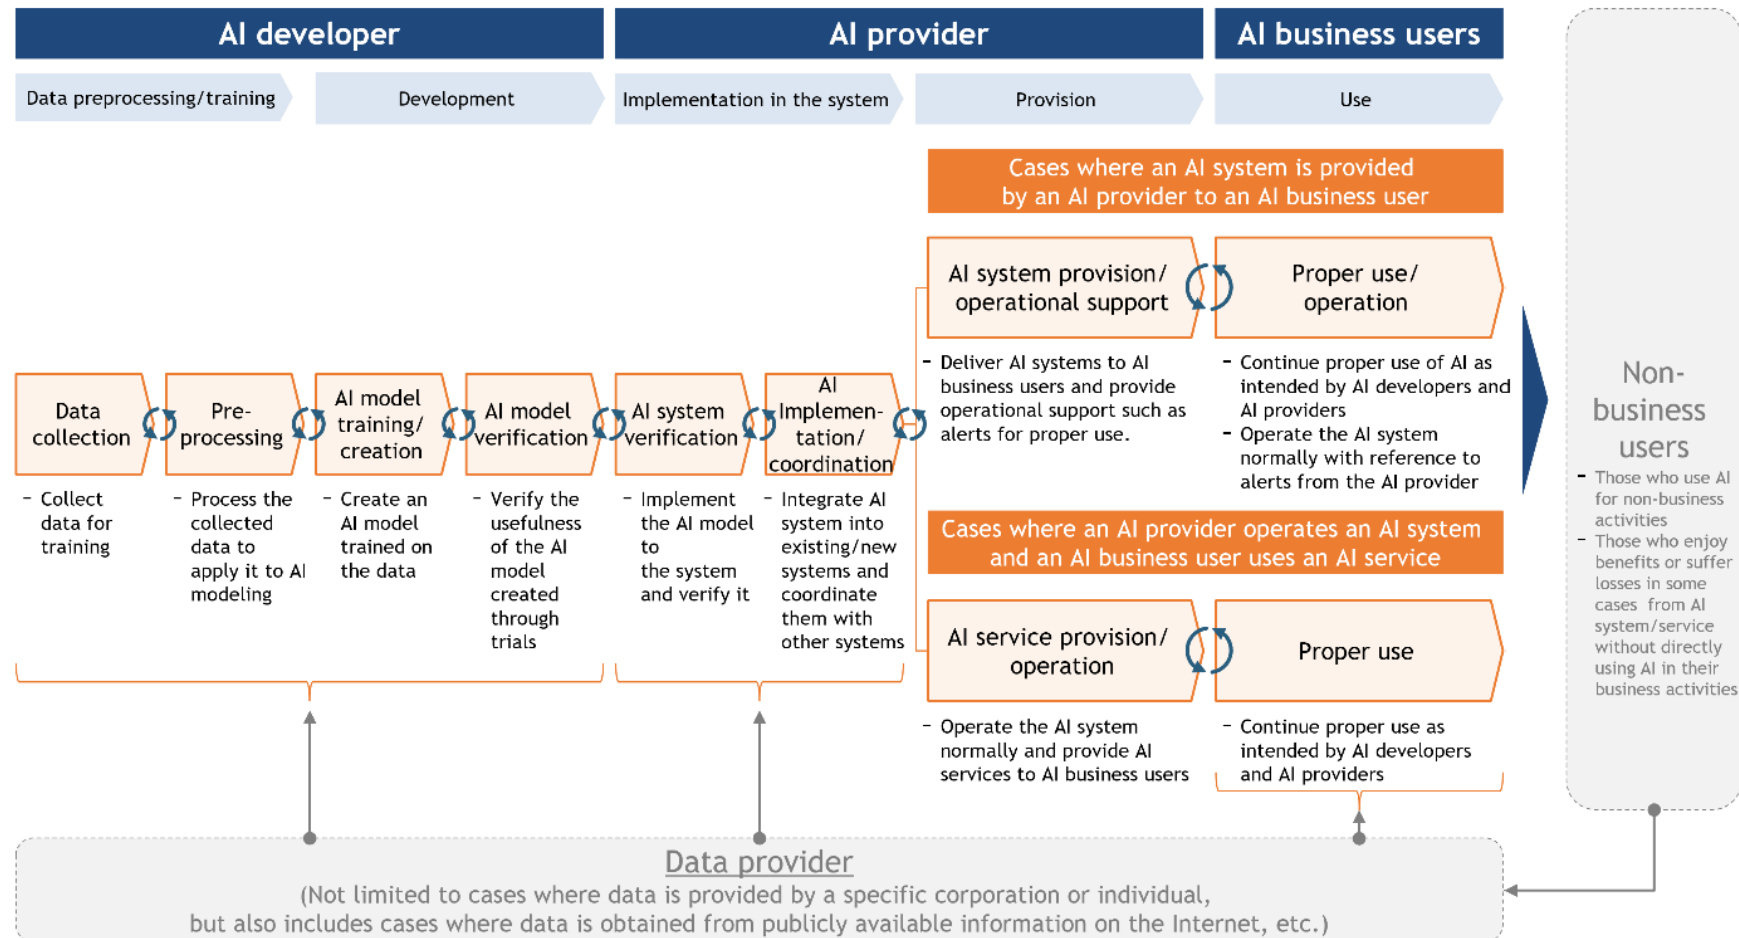 AI developer
AI provider
AI business users
Data preprocessing/training
Development
Implementation in the system
Provision
Use
Cases where an AI system is provided
by an AI provider to an AI business user
AI system provision/
operational support
Proper use/
operation
- Deliver AI systems to AI
business users and provide
operational support such as
alerts for proper use.
- Continue proper use of AI as
intended by AI developers and
AI providers
- Operate the AI system
normally with reference to
alerts from the AI provider
Data
collection
Pre-
processing
AI model
training/
creation
AI model
verification
AI system
verification
AI
Implemen-
tation/
coordination
- Collect
data for
training
- Process the
collected
data to
apply it to AI
modeling
- Create an
AI model
trained on
the data
- Verify the
usefulness
of the AI
model
created
through
trials
- Implement
the AI model
to
the system
and verify it
- Integrate AI
system into
existing/new
systems and
coordinate
them with
other systems
Cases where an AI provider operates an AI system
and an AI business user uses an AI service
AI service provision/
operation
Proper use
- Operate the AI system
normally and provide AI
services to AI business users
- Continue proper use as
intended by AI developers
and AI providers
Non-
business
users
- Those who use AI
for non-business
activities
- Those who enjoy
benefits or suffer
losses in some
cases from AI
system/service
without directly
using AI in their
business activities
Data provider
(Not limited to cases where data is provided by a specific corporation or individual,
but also includes cases where data is obtained from publicly available information on the Internet, etc.)